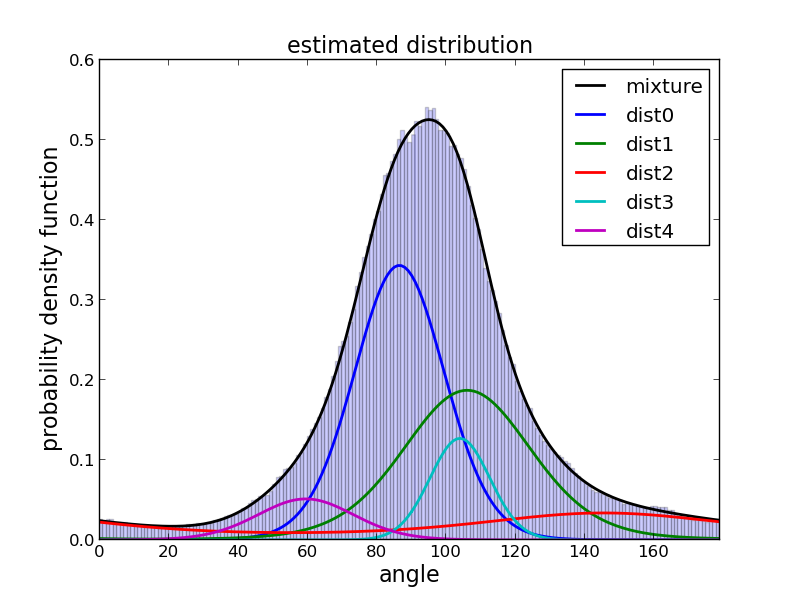 estimated distribution
probability density function
0.6
0.5
0.4
0.3
0.2
0.1
0.0
mixture
dist0
dist1
dist2
dist3
dist4
0 20 40 60 80 100 120 140 160
angle